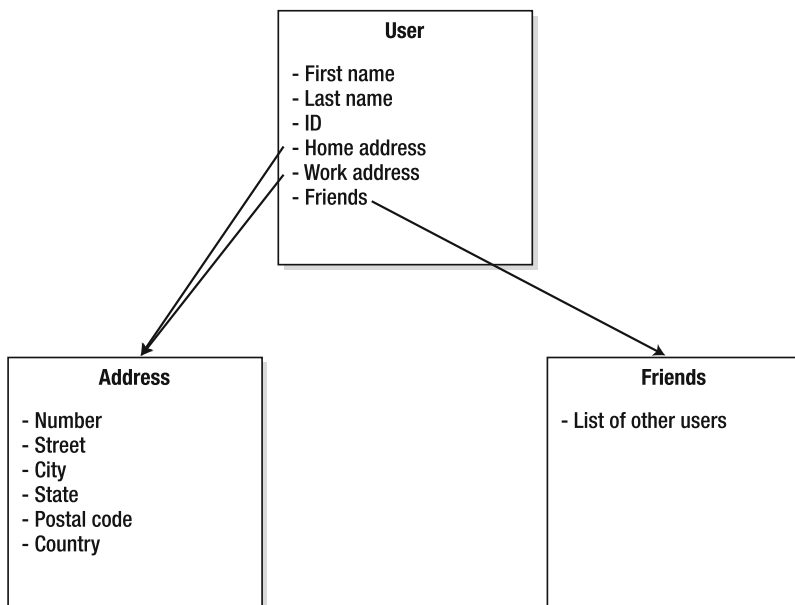 User
- First name
- Last name
- ID
- Home address
- Work address
- Friends
Address
- Number
- Street
- City
- State
- Postal code
- Country
Friends
- List of other users